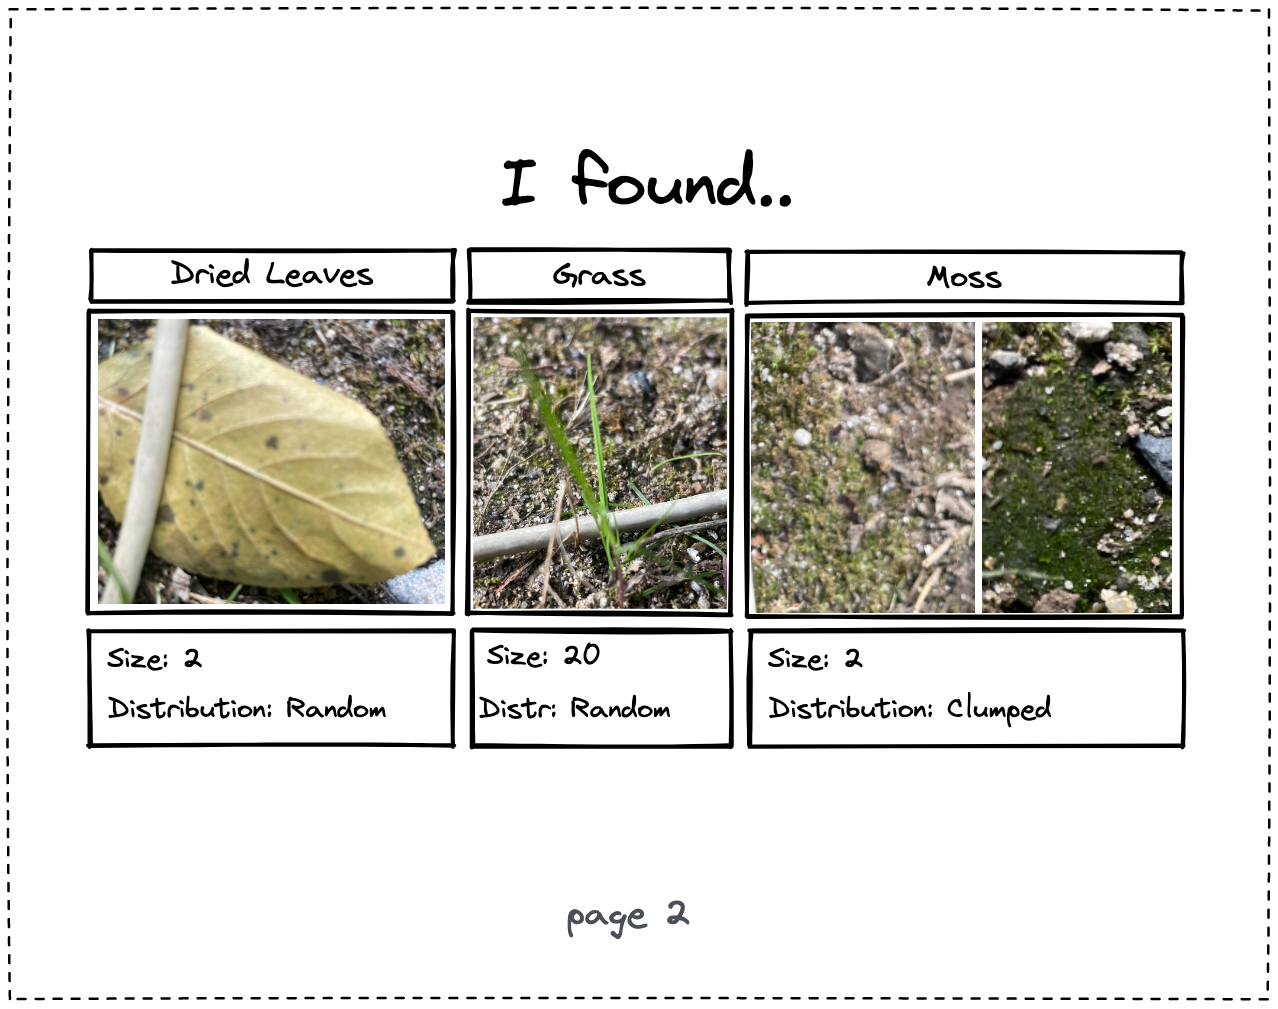 I found..
Dried Leaves
Grass
Moss
Size: 2
Distribution: Random
Size: 20
Distr: Random
Size: 2
Distribution: Clumped
page 2